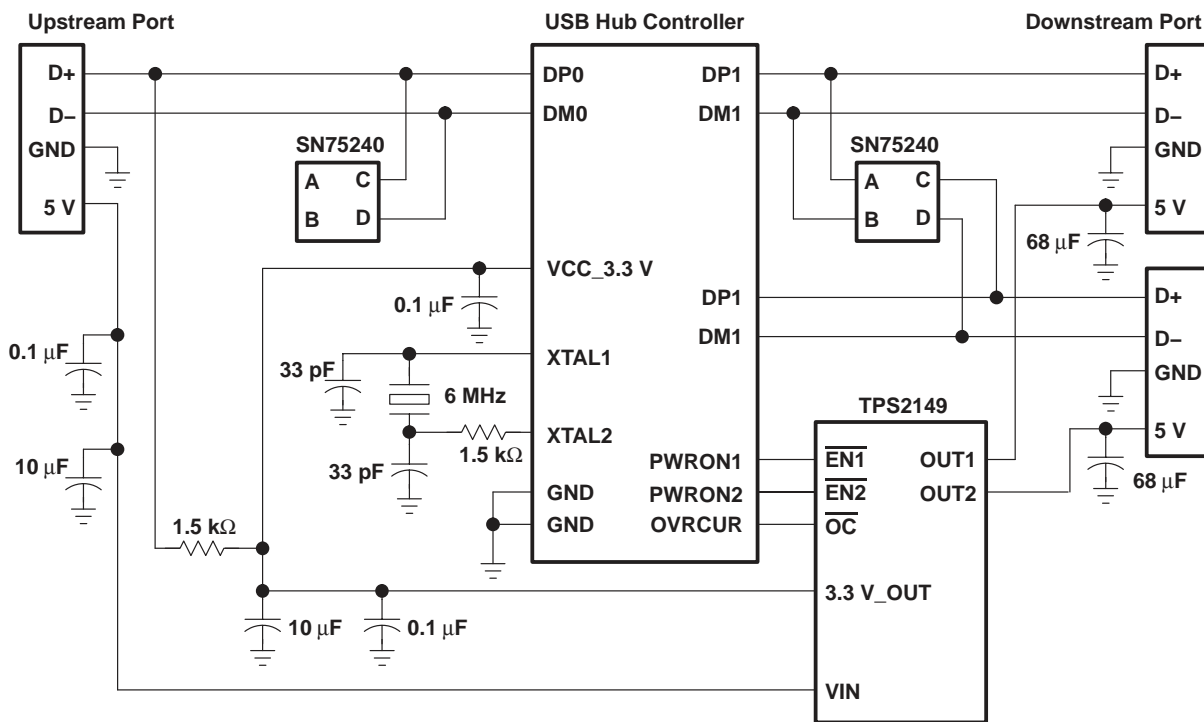 Upstream Port
USB Hub Controller
Downstream Port
D+
D–
GND
5 V
DP0
DM0
DP1
DM1
D+
D–
GND
5 V
SN75240
A
B
C
D
SN75240
A
B
C
D
68 μF
VCC_3.3 V
0.1 μF
DP1
DM1
D+
D–
GND
5 V
0.1 μF
10 μF
XTAL1
33 pF
6 MHz
XTAL2
1.5 kΩ
33 pF
TPS2149
68 μF
PWRON1
PWRON2
OVRCUR
EN1
EN2
OC
OUT1
OUT2
GND
GND
1.5 kΩ
3.3 V_OUT
10 μF
0.1 μF
VIN